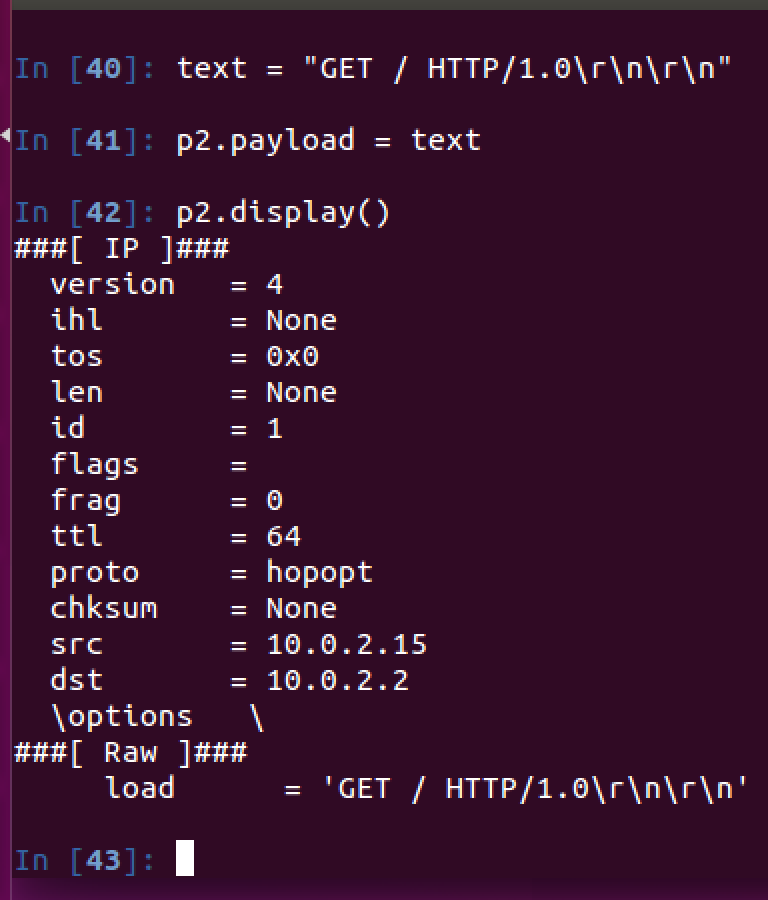 In [40]: text = "GET / HTTP/1.0\r\n\r\n"
In [41]: p2.payload = text
In [42]: p2.display()
###[ IP ]###
  version   = 4
  ihl       = None
  tos       = 0x0
  len       = None
  id        = 1
  flags     =
  frag      = 0
  ttl       = 64
  proto     = hopopt
  chksum    = None
  src       = 10.0.2.15
  dst       = 10.0.2.2
  \options   \
###[ Raw ]###
     load      = 'GET / HTTP/1.0\r\n\r\n'
In [43]: